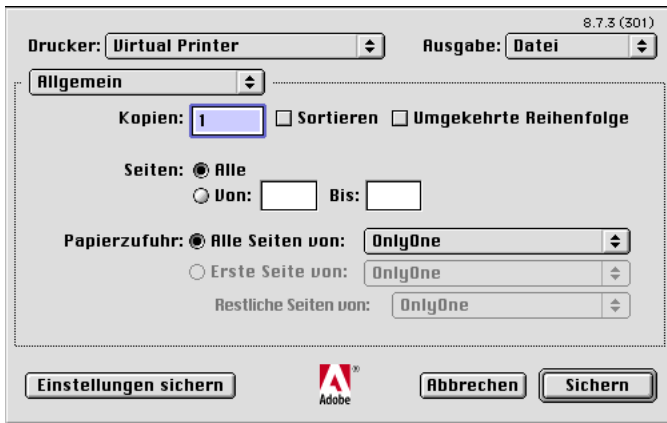 8.7.3 (301)
Drucker: Virtual Printer Ausgabe: Datei
Allgemein
Kopien: 1 Sortieren Umgekehrte Reihenfolge
Seiten: Alle
Von: Bis:
Papierzufuhr: Alle Seiten von: OnlyOne
Erste Seite von: OnlyOne
Restliche Seiten von: OnlyOne
Einstellungen sichern Adobe® Abbrechen Sichern